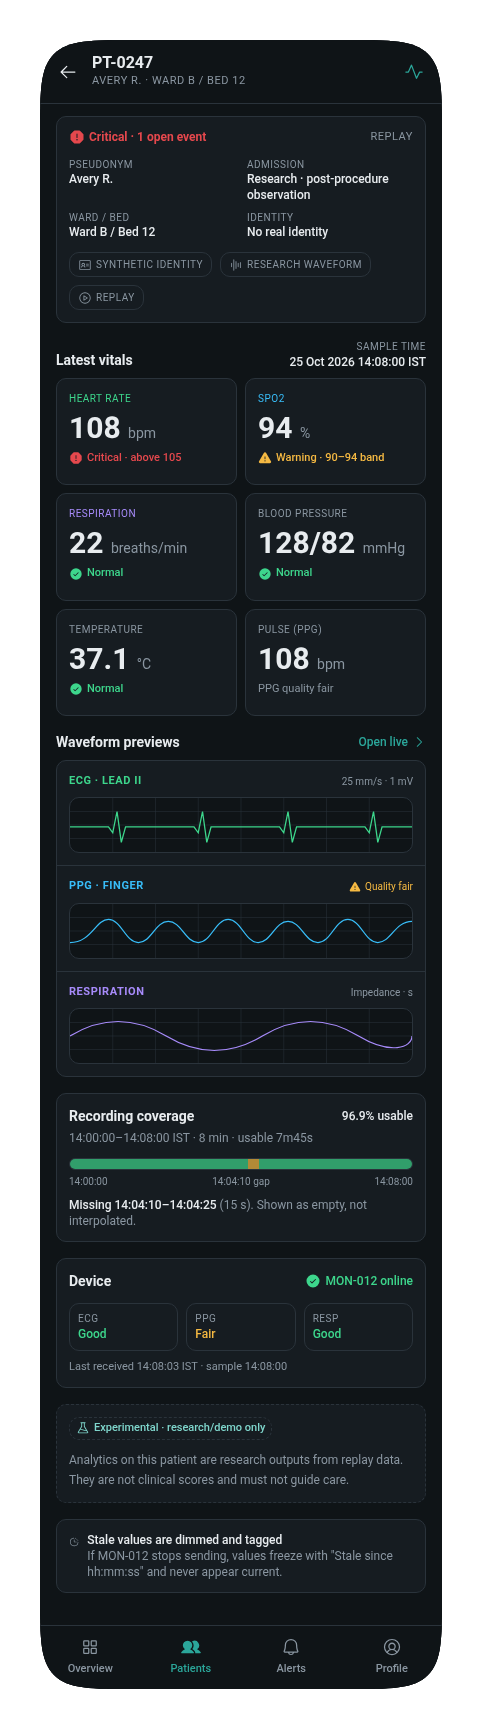 PT-0247
AVERY R. · WARD B / BED 12
Critical · 1 open event
REPLAY
PSEUDONYM
Avery R.
ADMISSION
Research · post-procedure
observation
WARD / BED
Ward B / Bed 12
IDENTITY
No real identity
SYNTHETIC IDENTITY
RESEARCH WAVEFORM
REPLAY
Latest vitals
SAMPLE TIME
25 Oct 2026 14:08:00 IST
HEART RATE
108 bpm
Critical · above 105
SPO2
94 %
Warning · 90–94 band
RESPIRATION
22 breaths/min
Normal
BLOOD PRESSURE
128/82 mmHg
Normal
TEMPERATURE
37.1 °C
Normal
PULSE (PPG)
108 bpm
PPG quality fair
Waveform previews
Open live
ECG · LEAD II
25 mm/s · 1 mV
PPG · FINGER
Quality fair
RESPIRATION
Impedance · s
Recording coverage
96.9% usable
14:00:00–14:08:00 IST · 8 min · usable 7m45s
14:00:00
14:04:10 gap
14:08:00
Missing 14:04:10–14:04:25 (15 s). Shown as empty, not
interpolated.
Device
MON-012 online
ECG
Good
PPG
Fair
RESP
Good
Last received 14:08:03 IST · sample 14:08:00
Experimental · research/demo only
Analytics on this patient are research outputs from replay data.
They are not clinical scores and must not guide care.
Stale values are dimmed and tagged
If MON-012 stops sending, values freeze with "Stale since
hh:mm:ss" and never appear current.
Overview
Patients
Alerts
Profile